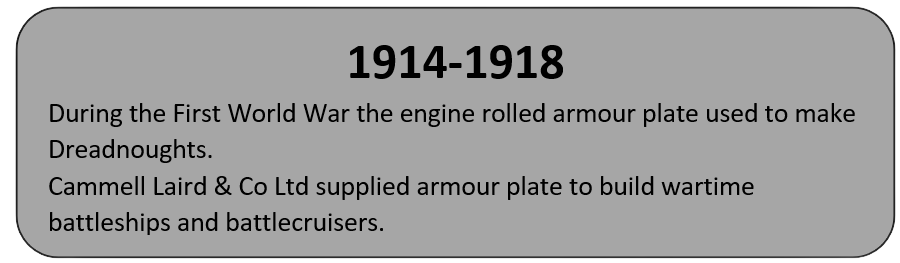 1914-1918
During the First World War the engine rolled armour plate used to make
Dreadnoughts.
Cammell Laird & Co Ltd supplied armour plate to build wartime
battleships and battlecruisers.